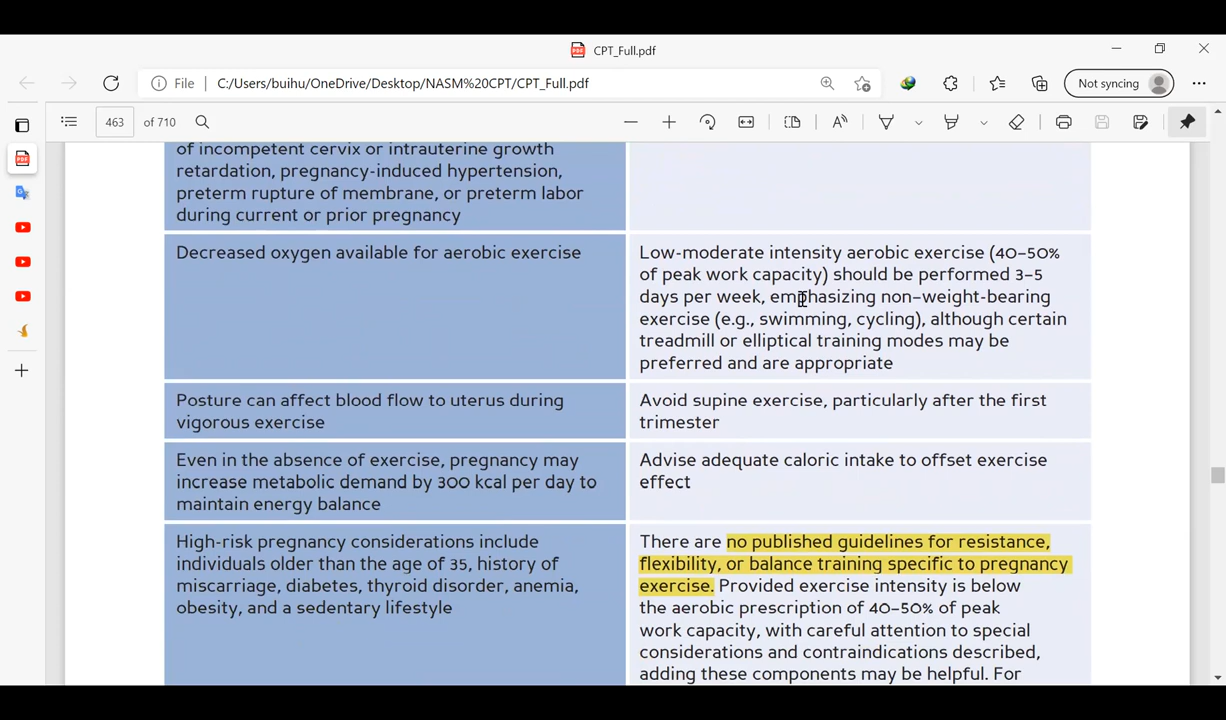 CPT_Full.pdf
File
C:/Users/buihu/OneDrive/Desktop/NASM%20CPT/CPT_Full.pdf
Not syncing
463 of 710
of incompetent cervix or intrauterine growth
retardation, pregnancy-induced hypertension,
preterm rupture of membrane, or preterm labor
during current or prior pregnancy
Decreased oxygen available for aerobic exercise
Low-moderate intensity aerobic exercise (40–50%
of peak work capacity) should be performed 3–5
days per week, emphasizing non–weight-bearing
exercise (e.g., swimming, cycling), although certain
treadmill or elliptical training modes may be
preferred and are appropriate
Posture can affect blood flow to uterus during
vigorous exercise
Avoid supine exercise, particularly after the first
trimester
Even in the absence of exercise, pregnancy may
increase metabolic demand by 300 kcal per day to
maintain energy balance
Advise adequate caloric intake to offset exercise
effect
High-risk pregnancy considerations include
individuals older than the age of 35, history of
miscarriage, diabetes, thyroid disorder, anemia,
obesity, and a sedentary lifestyle
There are no published guidelines for resistance,
flexibility, or balance training specific to pregnancy
exercise. Provided exercise intensity is below
the aerobic prescription of 40–50% of peak
work capacity, with careful attention to special
considerations and contraindications described,
adding these components may be helpful. For